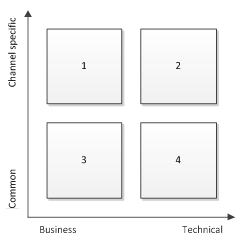 Channel specific
1
2
3
4
Common
Business
Technical